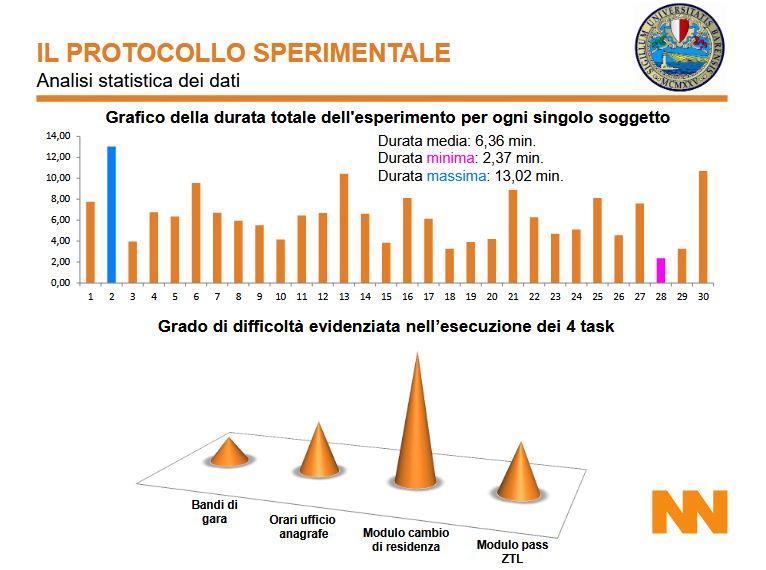 IL PROTOCOLLO SPERIMENTALE
Analisi statistica dei dati
SIGILLUM UNIVERSITATIS BARENSIS
MCMXXV
Grafico della durata totale dell'esperimento per ogni singolo soggetto
Durata media: 6,36 min.
Durata minima: 2,37 min.
Durata massima: 13,02 min.
14,00
12,00
10,00
8,00
6,00
4,00
2,00
0,00
1 2 3 4 5 6 7 8 9 10 11 12 13 14 15 16 17 18 19 20 21 22 23 24 25 26 27 28 29 30
Grado di difficoltà evidenziata nell’esecuzione dei 4 task
Bandi di
gara
Orari ufficio
anagrafe
Modulo cambio
di residenza
Modulo pass
ZTL
NN